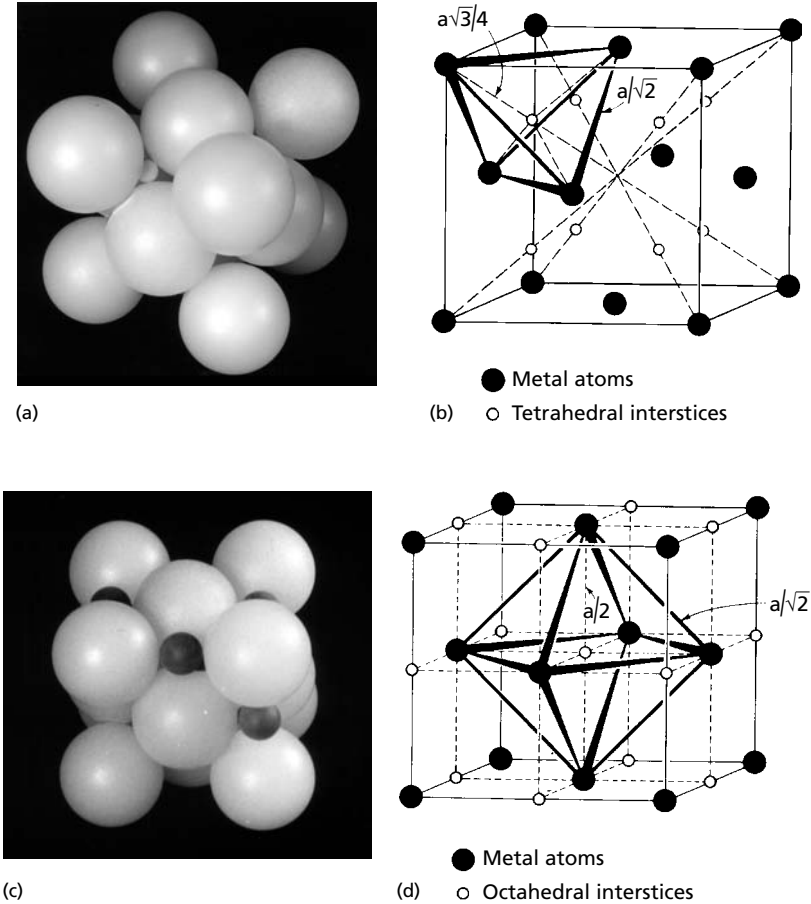 a√3/4
a/√2
Metal atoms
(a)
(b)
Tetrahedral interstices
a/2
a/√2
Metal atoms
(c)
(d)
Octahedral interstices